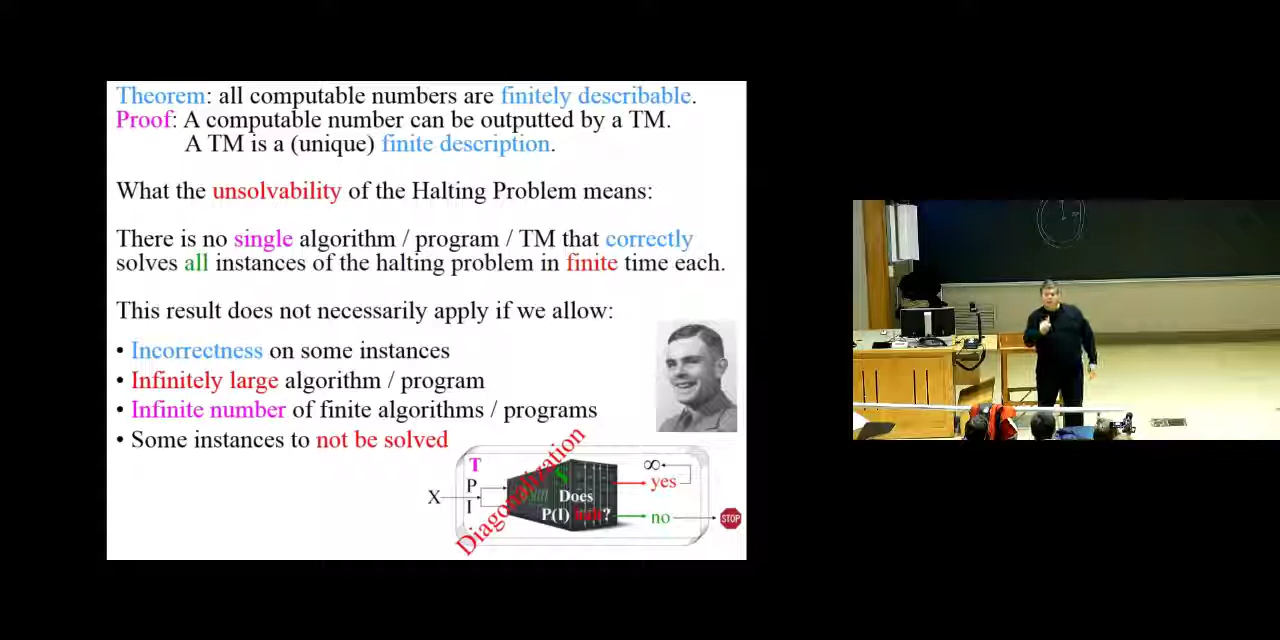 Theorem: all computable numbers are finitely describable.
Proof: A computable number can be outputted by a TM.
A TM is a (unique) finite description.
What the unsolvability of the Halting Problem means:
There is no single algorithm / program / TM that correctly
solves all instances of the halting problem in finite time each.
This result does not necessarily apply if we allow:
• Incorrectness on some instances
• Infinitely large algorithm / program
• Infinite number of finite algorithms / programs
• Some instances to not be solved
Diagonalization
T
P
X
I
S
Does
P(I) halt?
∞
yes
no
STOP